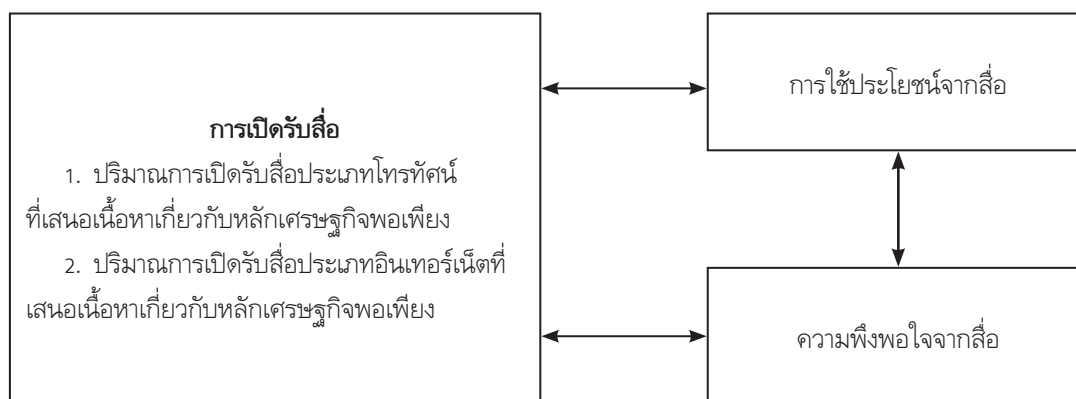 การเปิดรับสื่อ
1. ปริมาณการเปิดรับสื่อประเภทโทรทัศน์
ที่เสนอเนื้อหาเกี่ยวกับหลักเศรษฐกิจพอเพียง
2. ปริมาณการเปิดรับสื่อประเภทอินเทอร์เน็ตที่
เสนอเนื้อหาเกี่ยวกับหลักเศรษฐกิจพอเพียง
การใช้ประโยชน์จากสื่อ
ความพึงพอใจจากสื่อ